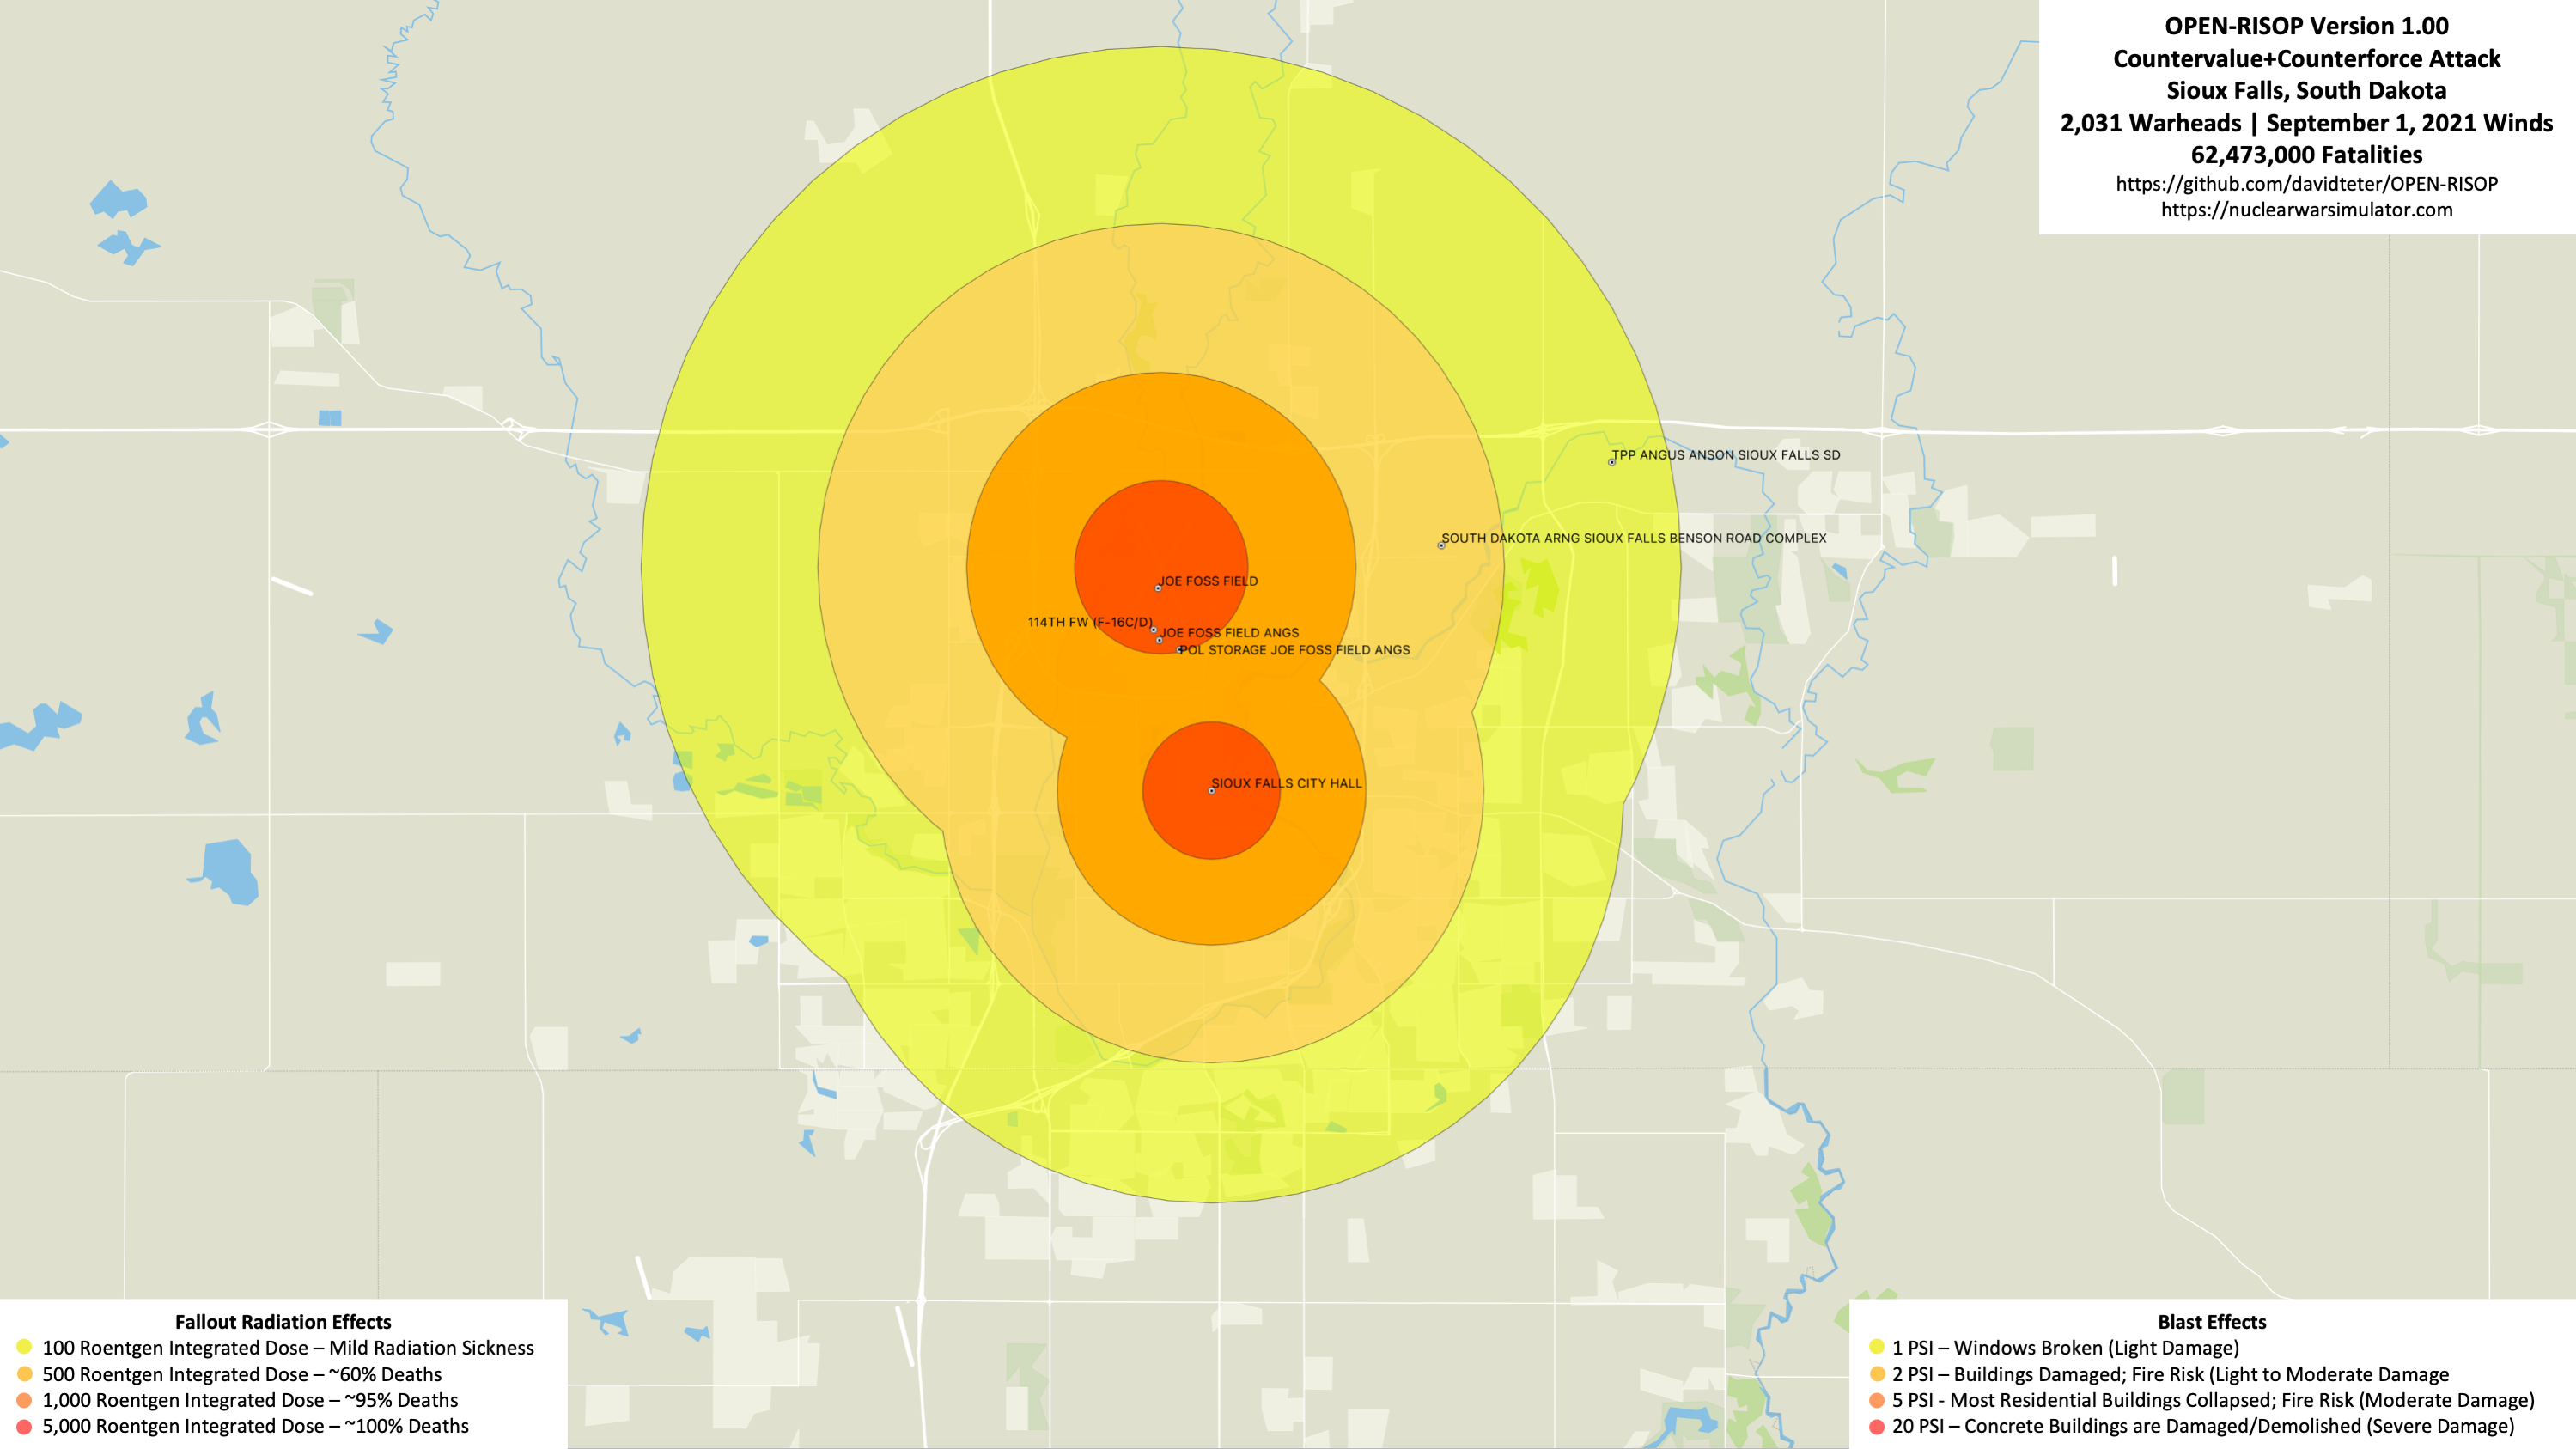 OPEN-RISOP Version 1.00
Countervalue+Counterforce Attack
Sioux Falls, South Dakota
2,031 Warheads | September 1, 2021 Winds
62,473,000 Fatalities
https://github.com/davidteter/OPEN-RISOP
https://nuclearwarsimulator.com
TPP ANGUS ANSON SIOUX FALLS SD
SOUTH DAKOTA ARNG SIOUX FALLS BENSON ROAD COMPLEX
JOE FOSS FIELD
114TH FW (F-16C/D)
JOE FOSS FIELD ANGS
POL STORAGE JOE FOSS FIELD ANGS
SIOUX FALLS CITY HALL
Fallout Radiation Effects
100 Roentgen Integrated Dose – Mild Radiation Sickness
500 Roentgen Integrated Dose – ~60% Deaths
1,000 Roentgen Integrated Dose – ~95% Deaths
5,000 Roentgen Integrated Dose – ~100% Deaths
Blast Effects
1 PSI – Windows Broken (Light Damage)
2 PSI – Buildings Damaged; Fire Risk (Light to Moderate Damage
5 PSI - Most Residential Buildings Collapsed; Fire Risk (Moderate Damage)
20 PSI – Concrete Buildings are Damaged/Demolished (Severe Damage)